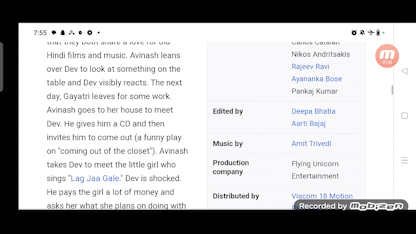 7:55
that they both share a love for old
Hindi films and music. Avinash leans
over Dev to look at something on the
table and Dev visibly reacts. The next
day, Gayatri leaves for some work.
Avinash goes to her house to meet
Dev. He gives him a CD and then
invites him to come out (a funny play
on "coming out of the closet"). Avinash
takes Dev to meet the little girl who
sings "Lag Jaa Gale." Dev is shocked.
He pays the girl a lot of money and
asks her what she plans on doing with
Carlos Catalan
Nikos Andritsakis
Rajeev Ravi
Ayananka Bose
Pankaj Kumar
Edited by
Deepa Bhatia
Aarti Bajaj
Music by
Amit Trivedi
Production
company
Flying Unicorn
Entertainment
Distributed by
Viacom 18 Motion
Recorded by Mobizen